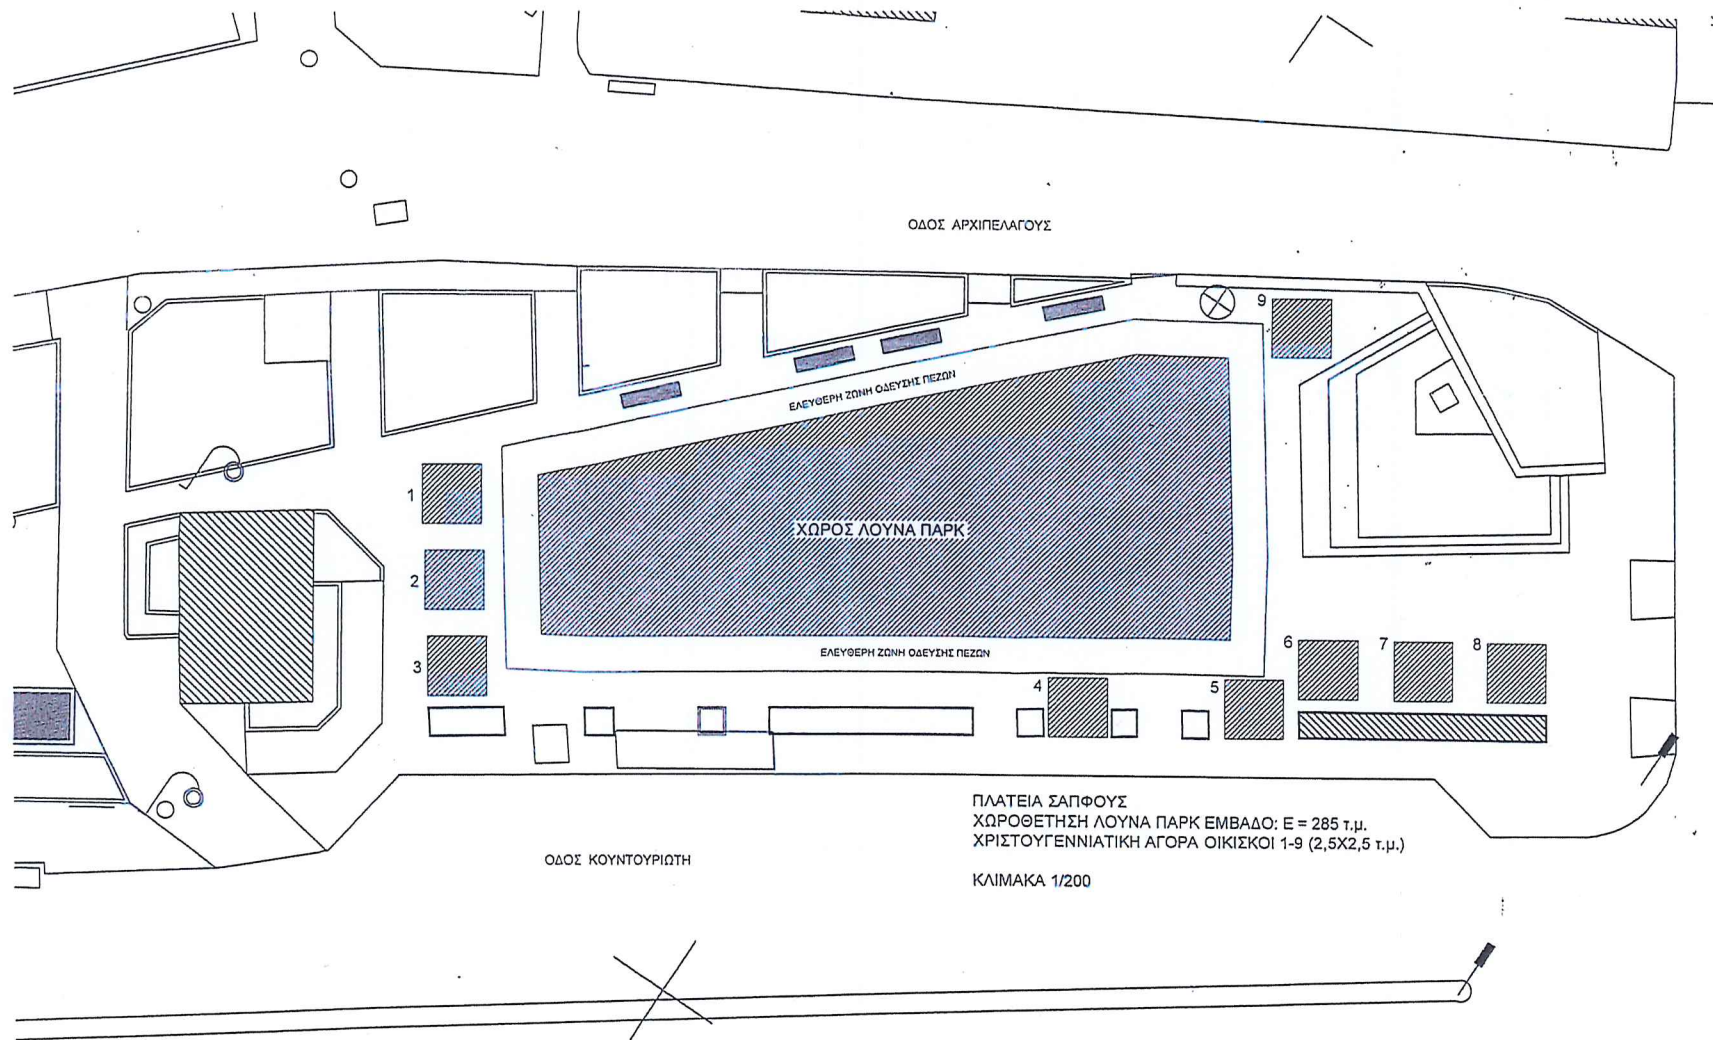 ΟΔΟΣ ΑΡΧΙΠΕΛΑΓΟΥΣ
9
ΕΛΕΥΘΕΡΗ ΖΩΝΗ ΟΔΕΥΣΗΣ ΠΕΖΩΝ
1
ΧΩΡΟΣ ΛΟΥΝΑ ΠΑΡΚ
2
3
ΕΛΕΥΘΕΡΗ ΖΩΝΗ ΟΔΕΥΣΗΣ ΠΕΖΩΝ
6
7
8
4
5
ΠΛΑΤΕΙΑ ΣΑΠΦΟΥΣ
ΧΩΡΟΘΕΤΗΣΗ ΛΟΥΝΑ ΠΑΡΚ ΕΜΒΑΔΟ: Ε = 285 τ.μ.
ΧΡΙΣΤΟΥΓΕΝΝΙΑΤΙΚΗ ΑΓΟΡΑ ΟΙΚΙΣΚΟΙ 1-9 (2,5Χ2,5 τ.μ.)
ΟΔΟΣ ΚΟΥΝΤΟΥΡΙΩΤΗ
ΚΛΙΜΑΚΑ 1/200